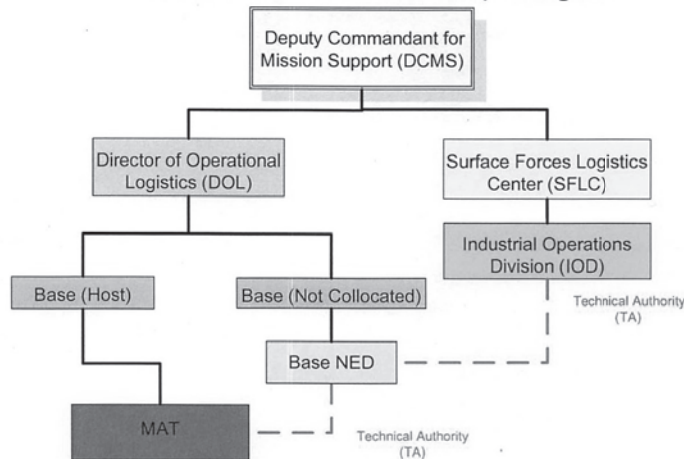 Deputy Commandant for
Mission Support (DCMS)
Director of Operational
Logistics (DOL)
Surface Forces Logistics
Center (SFLC)
Industrial Operations
Division (IOD)
Base (Host)
Base (Not Collocated)
Technical Authority
(TA)
Base NED
MAT
Technical Authority
(TA)